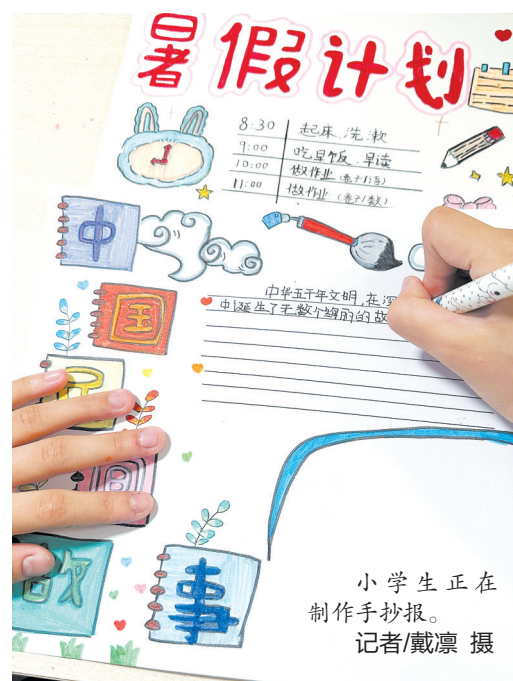 暑假计划
8:30 起床、洗漱
9:00 吃早饭、早读
10:00 做作业
11:00 做作业
中
国
故
事
中华五千年文明,在
中诞生了无数个
的故
小学生正在
制作手抄报。
记者/戴凛 摄